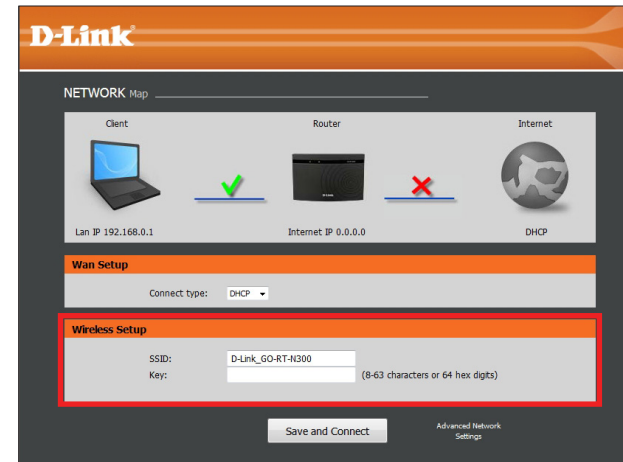 D-Link
NETWORK Map
Client Router Internet
Lan IP 192.168.0.1 Internet IP 0.0.0.0 DHCP
Wan Setup
Connect type: DHCP
Wireless Setup
SSID: D-Link_GO-RT-N300
Key: (8-63 characters or 64 hex digits)
Save and Connect
Advanced Network
Settings